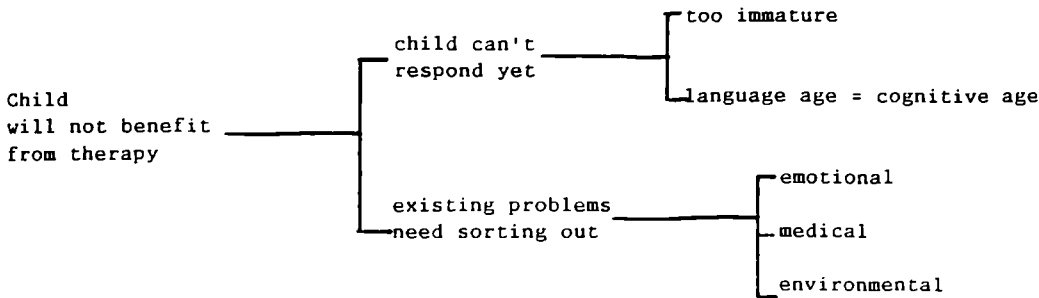 Child
will not benefit
from therapy
child can't
respond yet
too immature
language age = cognitive age
existing problems
need sorting out
emotional
medical
environmental